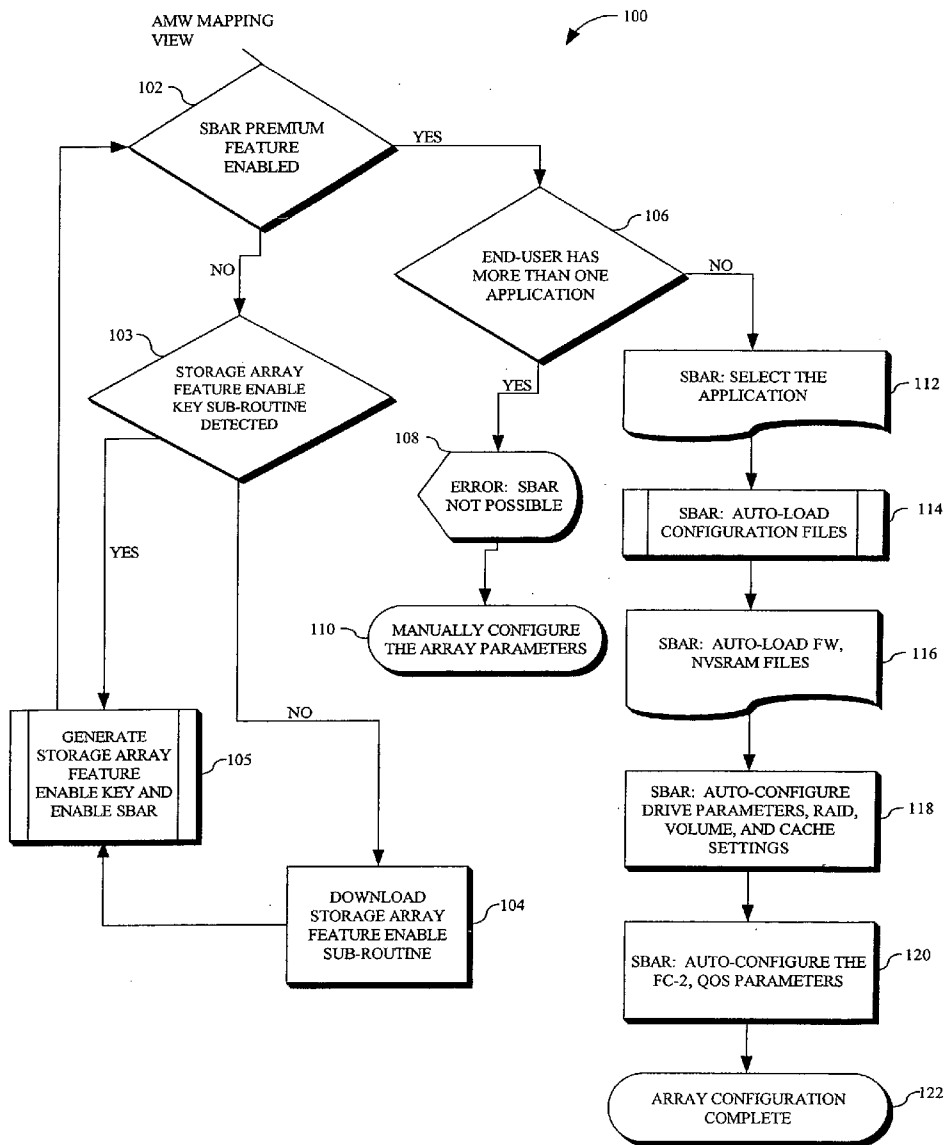 AMW MAPPING
VIEW
100
102
SBAR PREMIUM
FEATURE
ENABLED
YES
NO
106
END-USER HAS
MORE THAN ONE
APPLICATION
NO
YES
103
STORAGE ARRAY
FEATURE ENABLE
KEY SUB-ROUTINE
DETECTED
YES
NO
108
ERROR: SBAR
NOT POSSIBLE
110
MANUALLY CONFIGURE
THE ARRAY PARAMETERS
GENERATE
STORAGE ARRAY
FEATURE
ENABLE KEY AND
ENABLE SBAR
105
DOWNLOAD
STORAGE ARRAY
FEATURE ENABLE
SUB-ROUTINE
104
SBAR: SELECT THE
APPLICATION
112
SBAR: AUTO-LOAD
CONFIGURATION FILES
114
SBAR: AUTO-LOAD FW,
NVSRAM FILES
116
SBAR: AUTO-CONFIGURE
DRIVE PARAMETERS, RAID,
VOLUME, AND CACHE
SETTINGS
118
SBAR: AUTO-CONFIGURE THE
FC-2, QOS PARAMETERS
120
ARRAY CONFIGURATION
COMPLETE
122